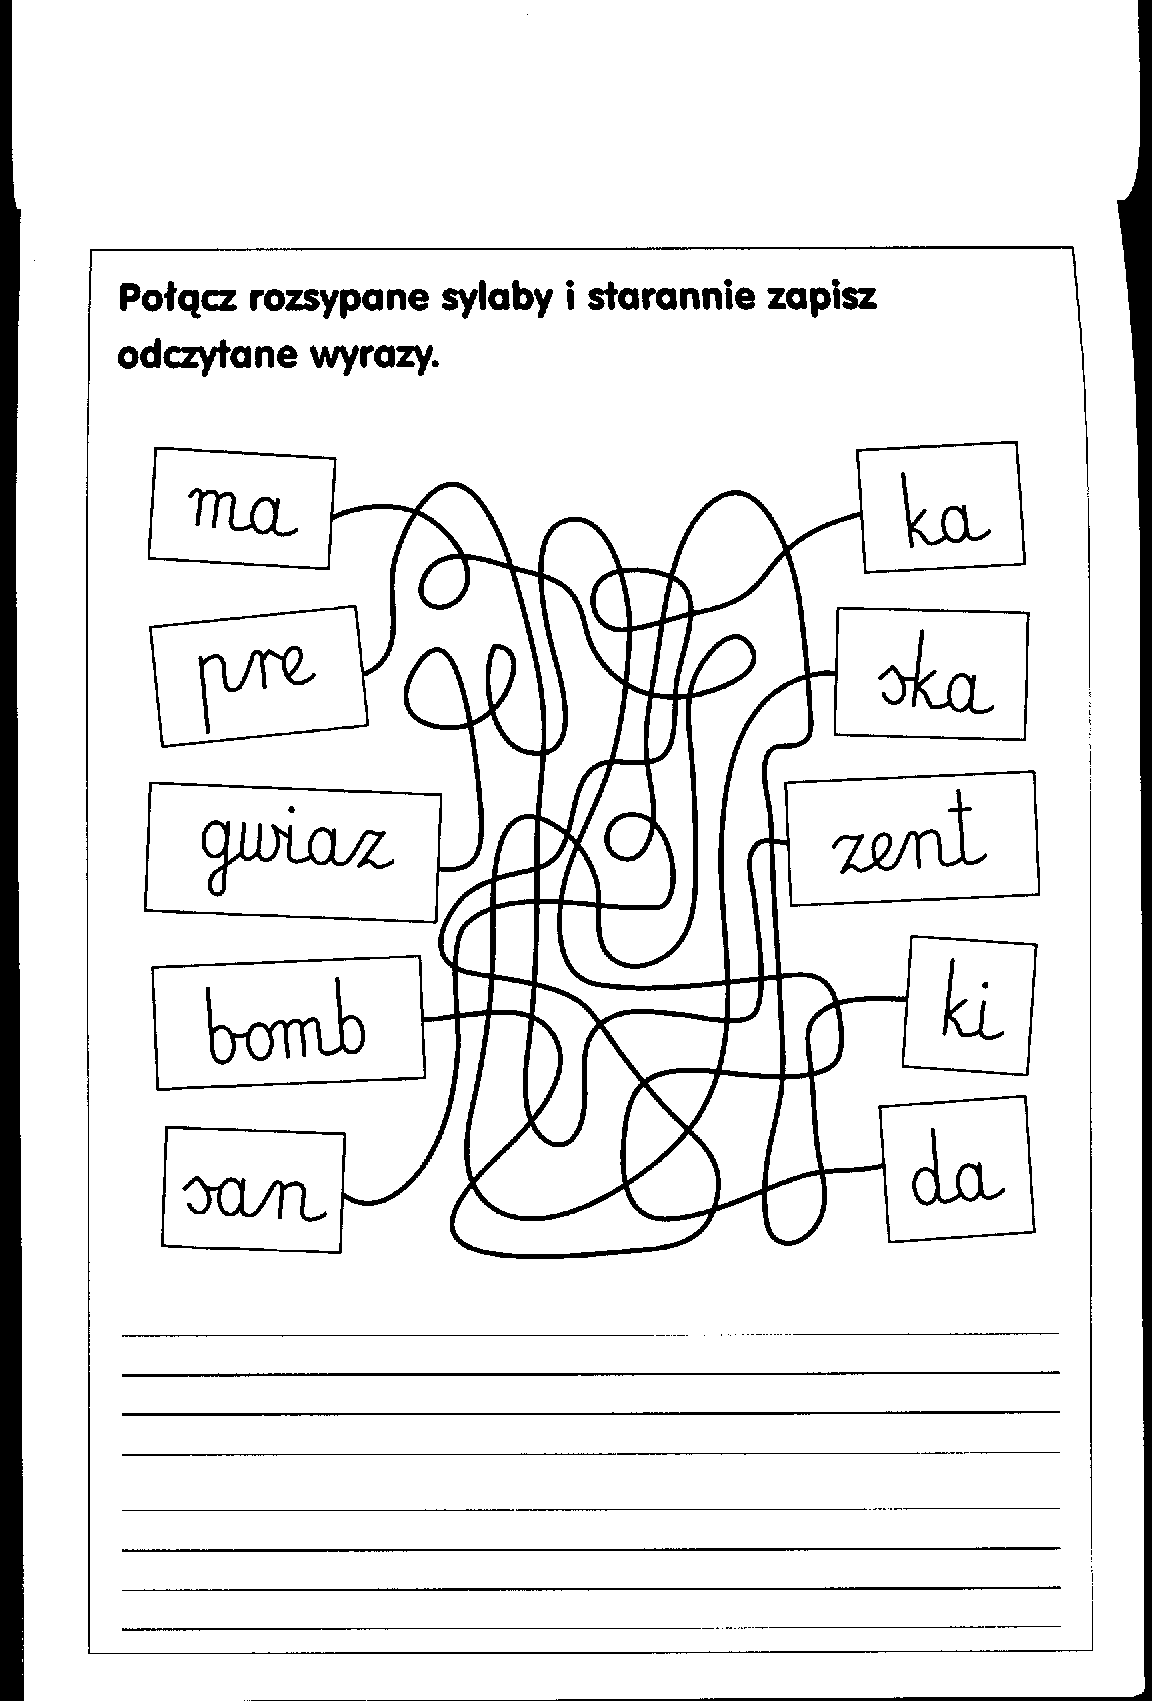 Połącz rozsypane sylaby i starannie zapisz
odczytane wyrazy.
ma
ka
pre
ska
gwiaz
zent
bomb
ki
san
da